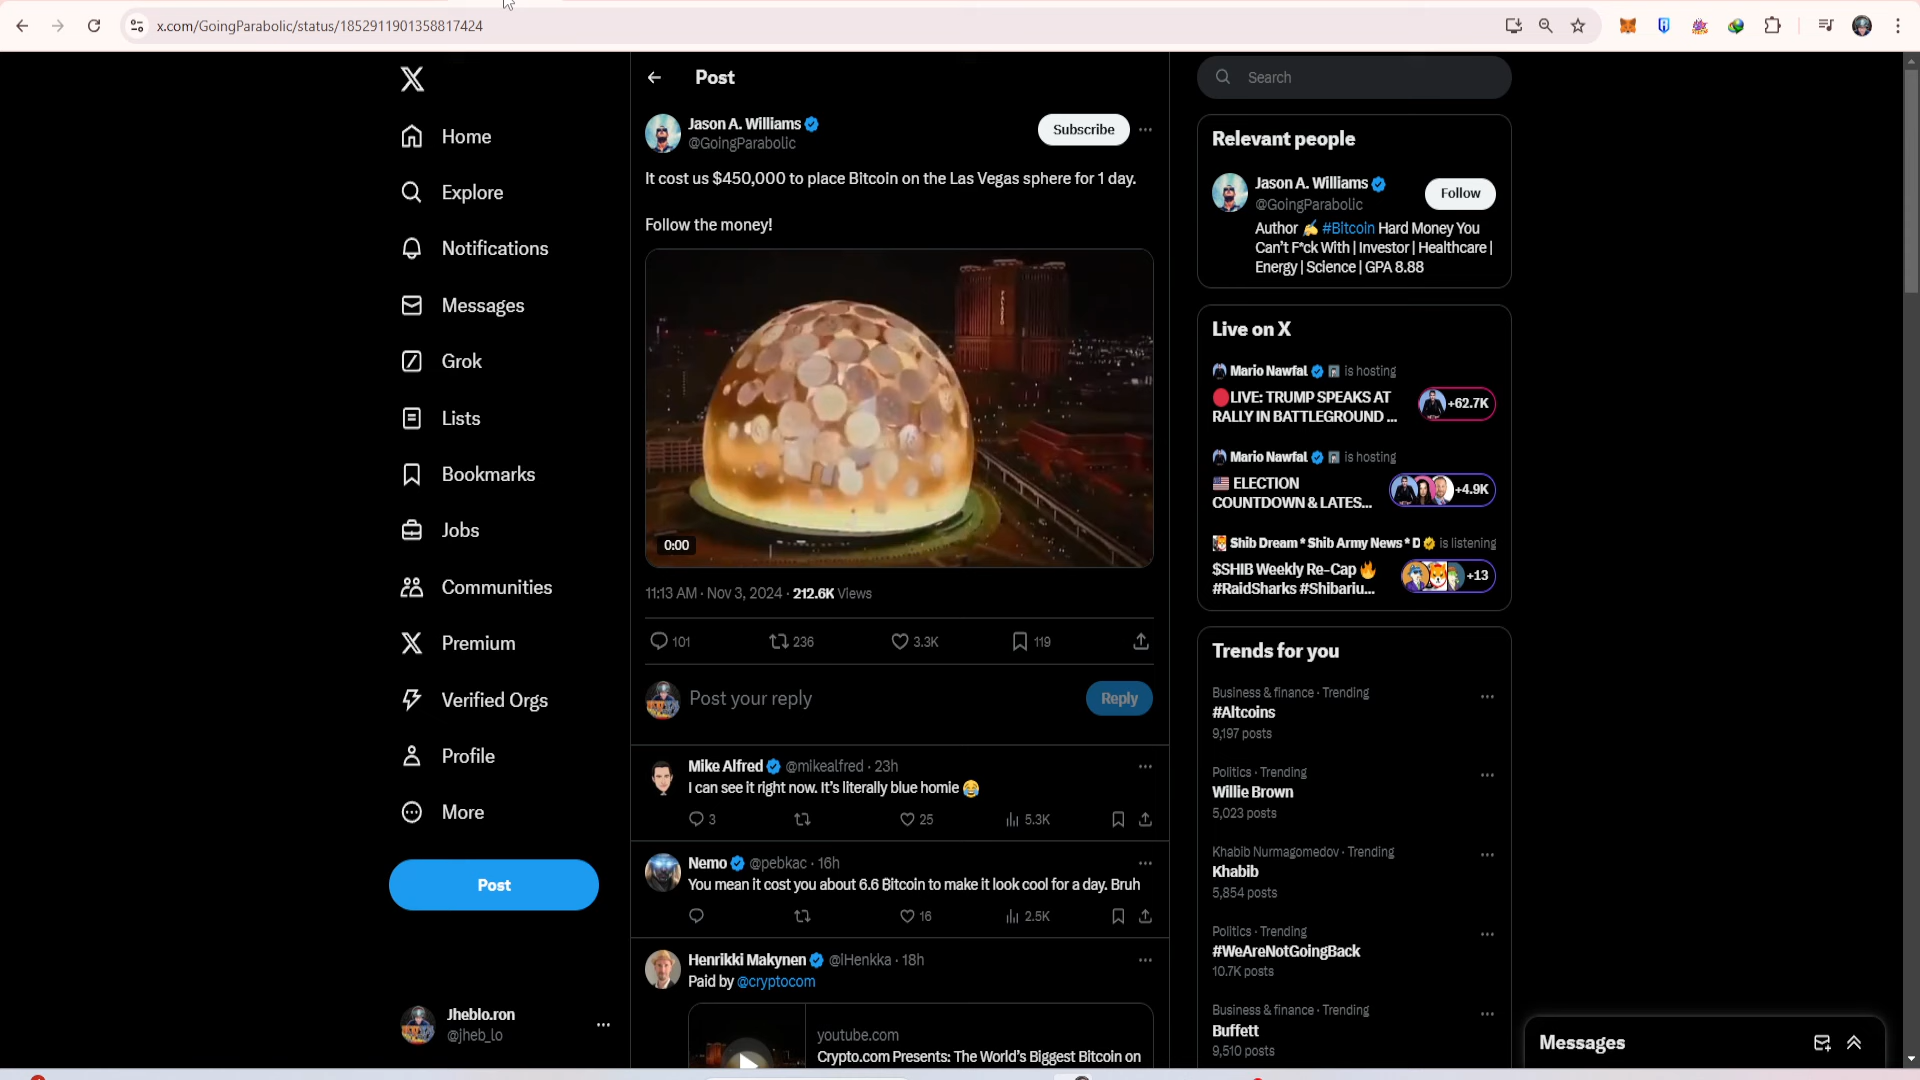 x.com/GoingParabolic/status/1852911901358817424
Home
Explore
Notifications
Messages
Grok
Lists
Bookmarks
Jobs
Communities
Premium
Verified Orgs
Profile
More
Post
Jheblo.ron
@jheb_lo
Post
Jason A. Williams
@GoingParabolic
Subscribe
It cost us $450,000 to place Bitcoin on the Las Vegas sphere for 1 day.
Follow the money!
PALAZZO
0:00
11:13 AM · Nov 3, 2024 · 212.6K Views
101 236 3.3K 119
Post your reply
Reply
Mike Alfred @mikealfred · 23h
I can see it right now. It’s literally blue homie 😂
3 25 5.3K
Nemo @pebkac · 16h
You mean it cost you about 6.6 ₿itcoin to make it look cool for a day. Bruh
16 2.5K
Henrikki Makynen @iHenkka · 18h
Paid by @cryptocom
youtube.com
Crypto.com Presents: The World’s Biggest Bitcoin on
Search
Relevant people
Jason A. Williams
@GoingParabolic
Follow
Author ✍️ #Bitcoin Hard Money You
Can’t F*ck With | Investor | Healthcare |
Energy | Science | GPA 8.88
Live on X
Mario Nawfal is hosting
🔴LIVE: TRUMP SPEAKS AT
RALLY IN BATTLEGROUND ...
+62.7K
Mario Nawfal is hosting
🇺🇸 ELECTION
COUNTDOWN & LATES...
+4.9K
Shib Dream * Shib Army News * D is listening
$SHIB Weekly Re-Cap 🔥
#RaidSharks #Shibariu...
+13
Trends for you
Business & finance · Trending
#Altcoins
9,197 posts
Politics · Trending
Willie Brown
5,023 posts
Khabib Nurmagomedov · Trending
Khabib
5,854 posts
Politics · Trending
#WeAreNotGoingBack
10.7K posts
Business & finance · Trending
Buffett
9,510 posts
Messages